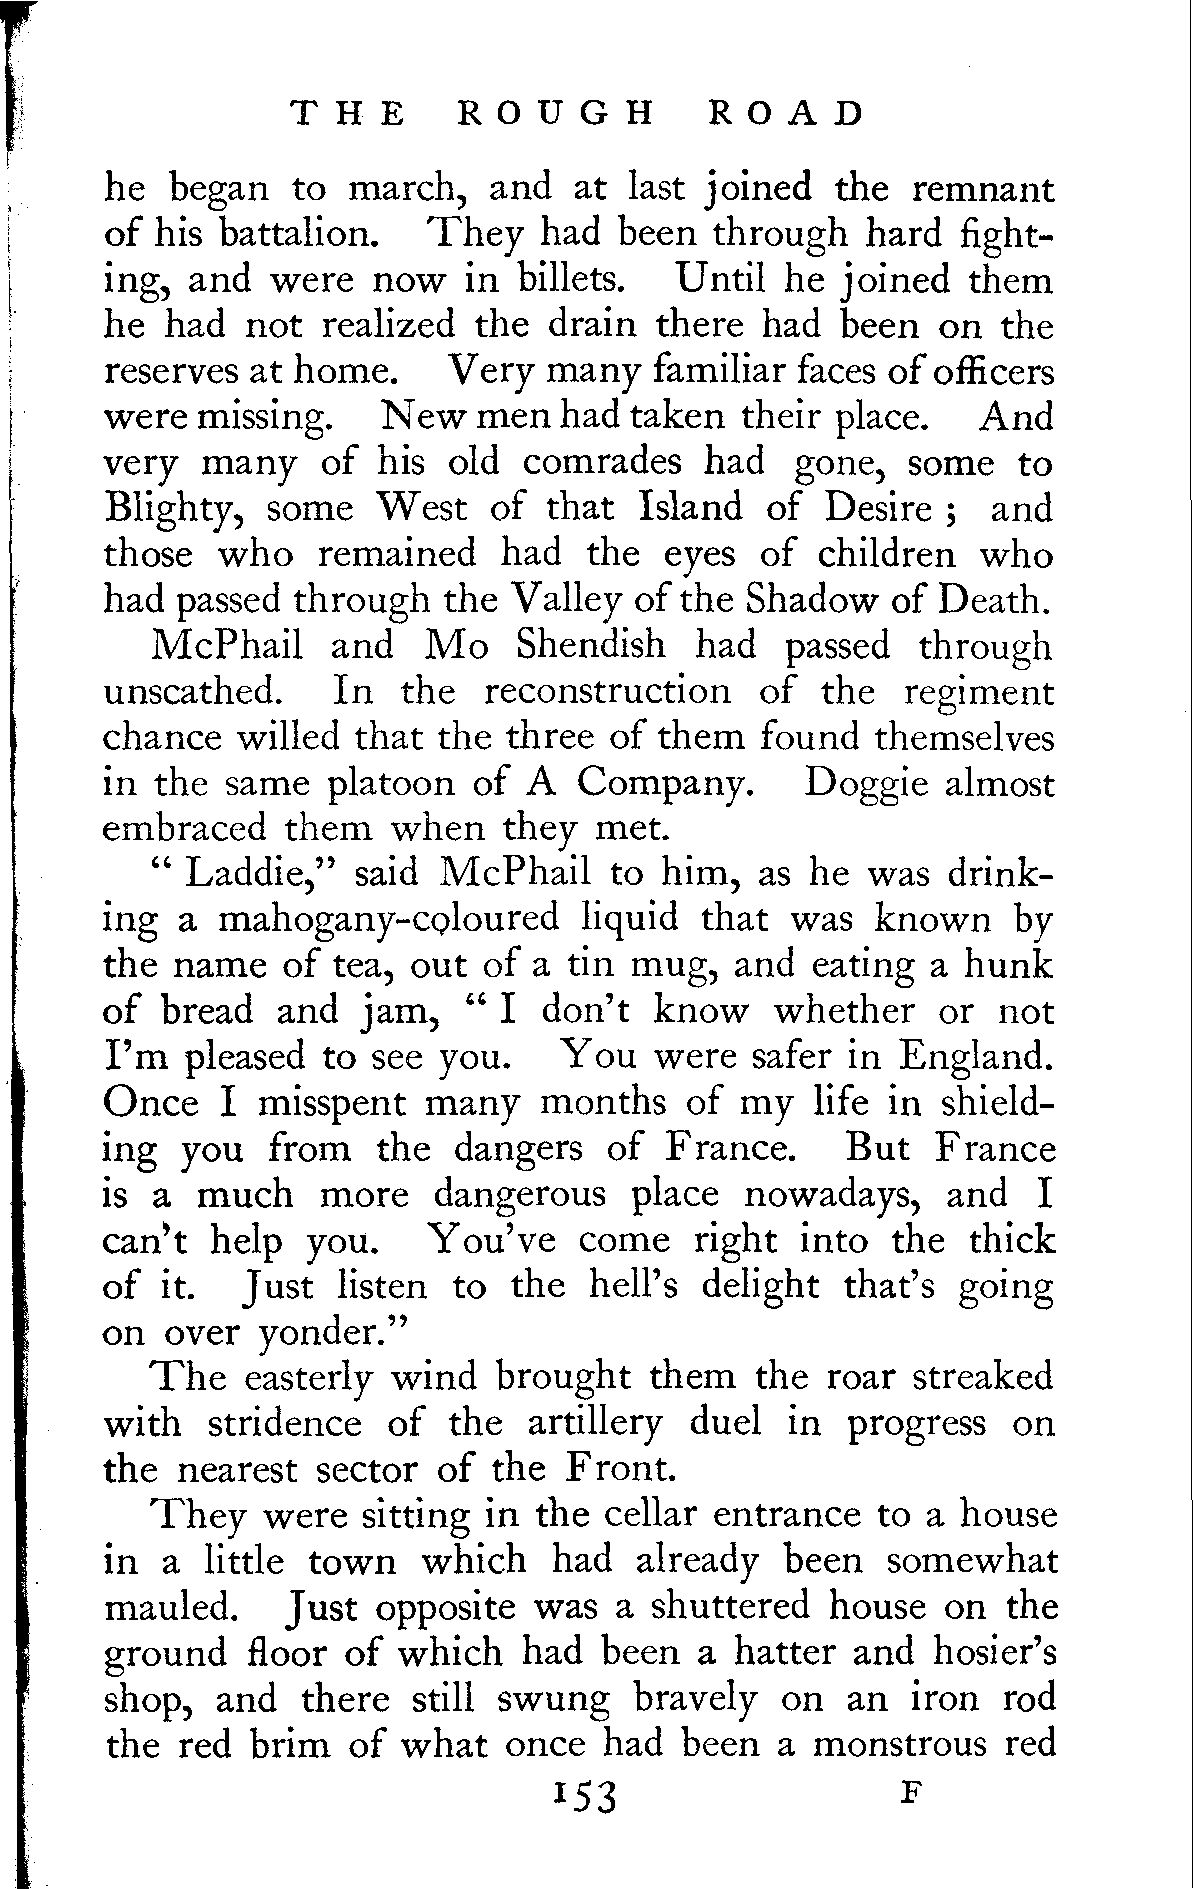 THE ROUGH ROAD
he began to march, and at last joined the remnant
of his battalion. They had been through hard fight-
ing, and were now in billets. Until he joined them
he had not realized the drain there had been on the
reserves at home. Very many familiar faces of officers
were missing. New men had taken their place. And
very many of his old comrades had gone, some to
Blighty, some West of that Island of Desire ; and
those who remained had the eyes of children who
had passed through the Valley of the Shadow of Death.
McPhail and Mo Shendish had passed through
unscathed. In the reconstruction of the regiment
chance willed that the three of them found themselves
in the same platoon of A Company. Doggie almost
embraced them when they met.
“ Laddie,” said McPhail to him, as he was drink-
ing a mahogany-coloured liquid that was known by
the name of tea, out of a tin mug, and eating a hunk
of bread and jam, “ I don’t know whether or not
I’m pleased to see you. You were safer in England.
Once I misspent many months of my life in shield-
ing you from the dangers of France. But France
is a much more dangerous place nowadays, and I
can’t help you. You’ve come right into the thick
of it. Just listen to the hell’s delight that’s going
on over yonder.”
The easterly wind brought them the roar streaked
with stridence of the artillery duel in progress on
the nearest sector of the Front.
They were sitting in the cellar entrance to a house
in a little town which had already been somewhat
mauled. Just opposite was a shuttered house on the
ground floor of which had been a hatter and hosier’s
shop, and there still swung bravely on an iron rod
the red brim of what once had been a monstrous red
153 F